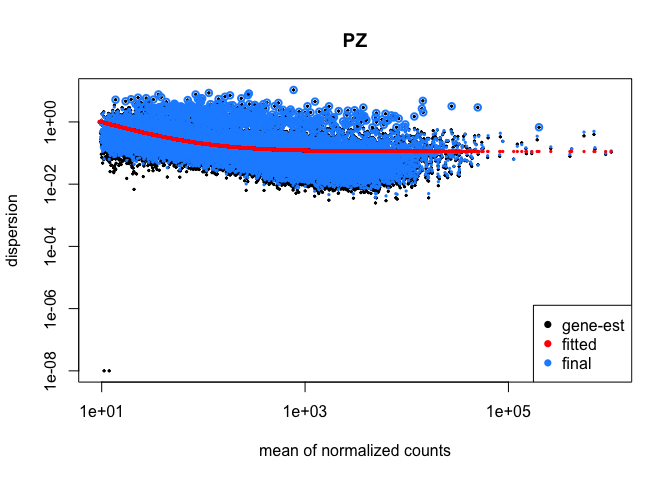 PZ
dispersion
1e+00
1e-02
1e-04
1e-06
1e-08
gene-est
fitted
final
1e+01 1e+03 1e+05
mean of normalized counts